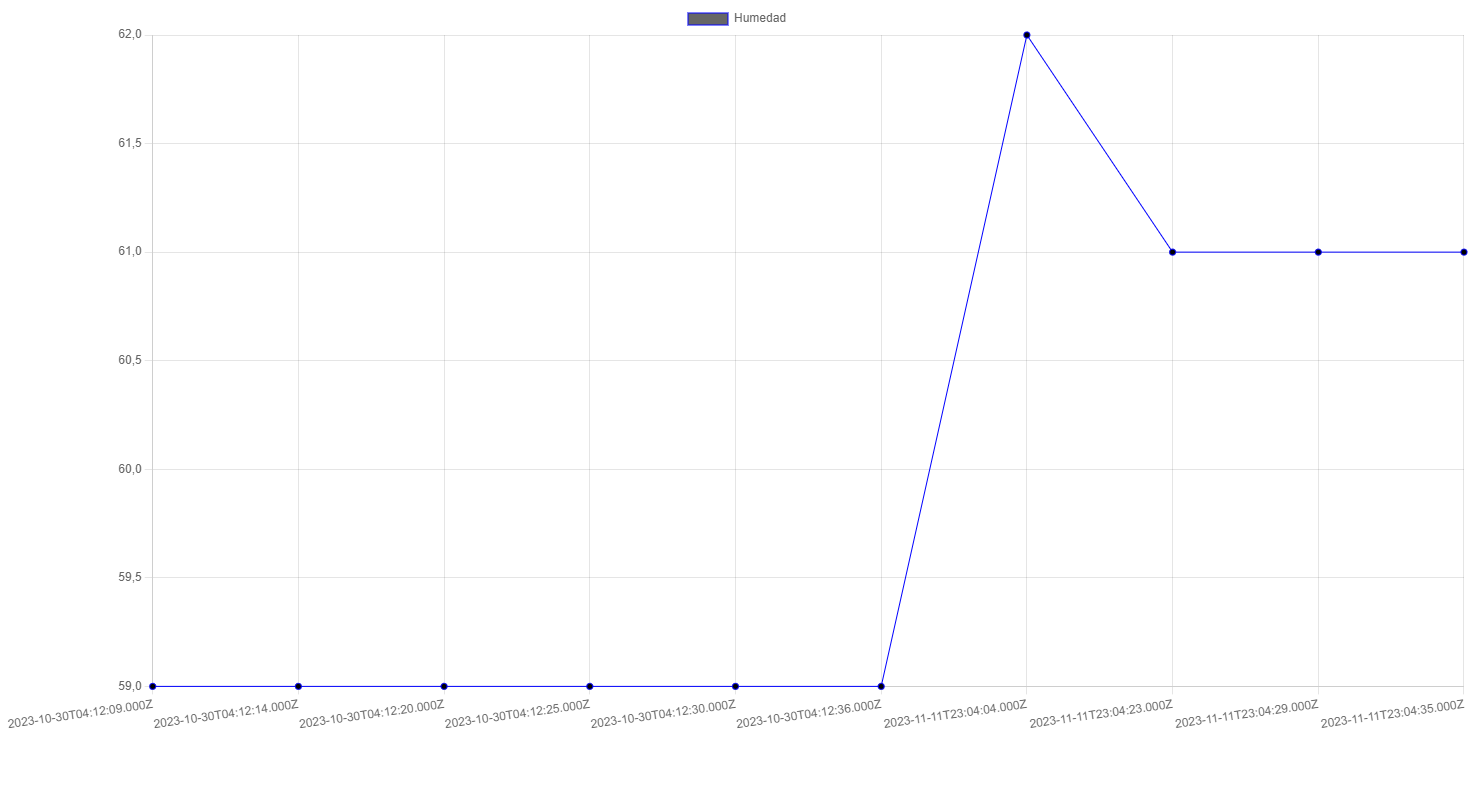 Humedad
62,0
61,5
61,0
60,5
60,0
59,5
59,0
2023-10-30T04:12:09.000Z
2023-10-30T04:12:14.000Z
2023-10-30T04:12:20.000Z
2023-10-30T04:12:25.000Z
2023-10-30T04:12:30.000Z
2023-10-30T04:12:36.000Z
2023-11-11T23:04:04.000Z
2023-11-11T23:04:23.000Z
2023-11-11T23:04:29.000Z
2023-11-11T23:04:35.000Z